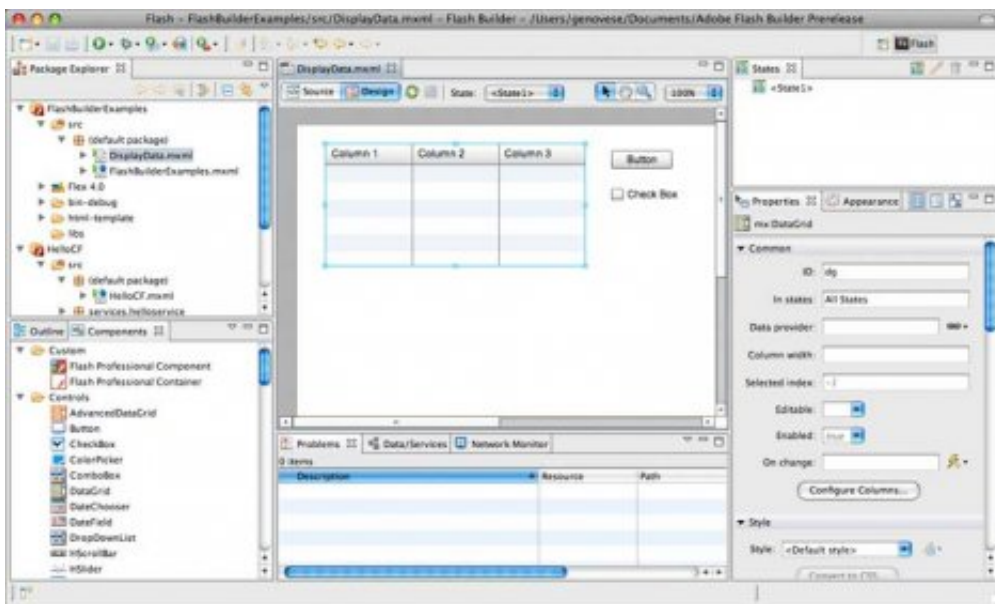 Flash - FlashBuilderExamples/src/DisplayData.mxml - Flash Builder - /Users/genovese/Documents/Adobe Flash Builder Prerelease
Flash
Package Explorer
FlashBuilderExamples
src
(default package)
DisplayData.mxml
FlashBuilderExamples.mxml
Flex 4.0
bin-debug
html-template
libs
HelloCF
src
(default package)
HelloCF.mxml
services.helloservice
Outline
Components
Custom
Flash Professional Component
Flash Professional Container
Controls
AdvancedDataGrid
Button
CheckBox
ColorPicker
ComboBox
DataGrid
DateChooser
DateField
DropDownList
HScrollBar
HSlider
DisplayData.mxml
Source
Design
State: <State1>
100%
Column 1
Column 2
Column 3
Button
Check Box
Problems
Data/Services
Network Monitor
0 items
Description
Resource
Path
States
<State1>
Properties
Appearance
mx:DataGrid
Common
ID: dg
In states: All States
Data provider:
Column width:
Selected index: -1
Editable:
Enabled: true
On change:
Configure Columns...
Style
Style: <Default style>
Convert to CSS...